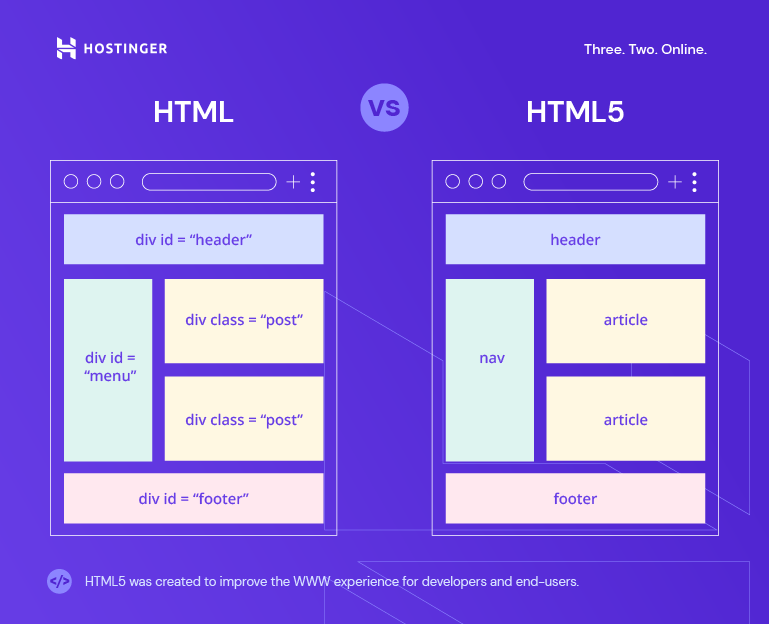 HOSTINGER
Three. Two. Online.
HTML
VS
HTML5
div id = “header”
div id =
“menu”
div class = “post”
div class = “post”
div id = “footer”
header
nav
article
article
footer
</>
HTML5 was created to improve the WWW experience for developers and end-users.